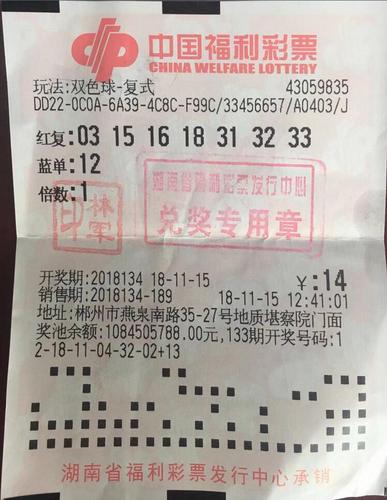 中国福利彩票
CHINA WELFARE LOTTERY
玩法:双色球-复式 43059835
DD22-0C0A-6A39-4C8C-F99C/33456657/A0403/J
红复:03 15 16 18 31 32 33
蓝单:12
倍数:1
湖南省福利彩票发行中心
兑奖专用章
林军印
开奖期:2018134 18-11-15 ¥:14
销售期:2018134-189 18-11-15 12:41:01
地址:郴州市燕泉南路35-27号地质堪察院门面
奖池余额:1084505788.00元,133期开奖号码:1
2-18-11-04-32-02+13
湖南省福利彩票发行中心承销